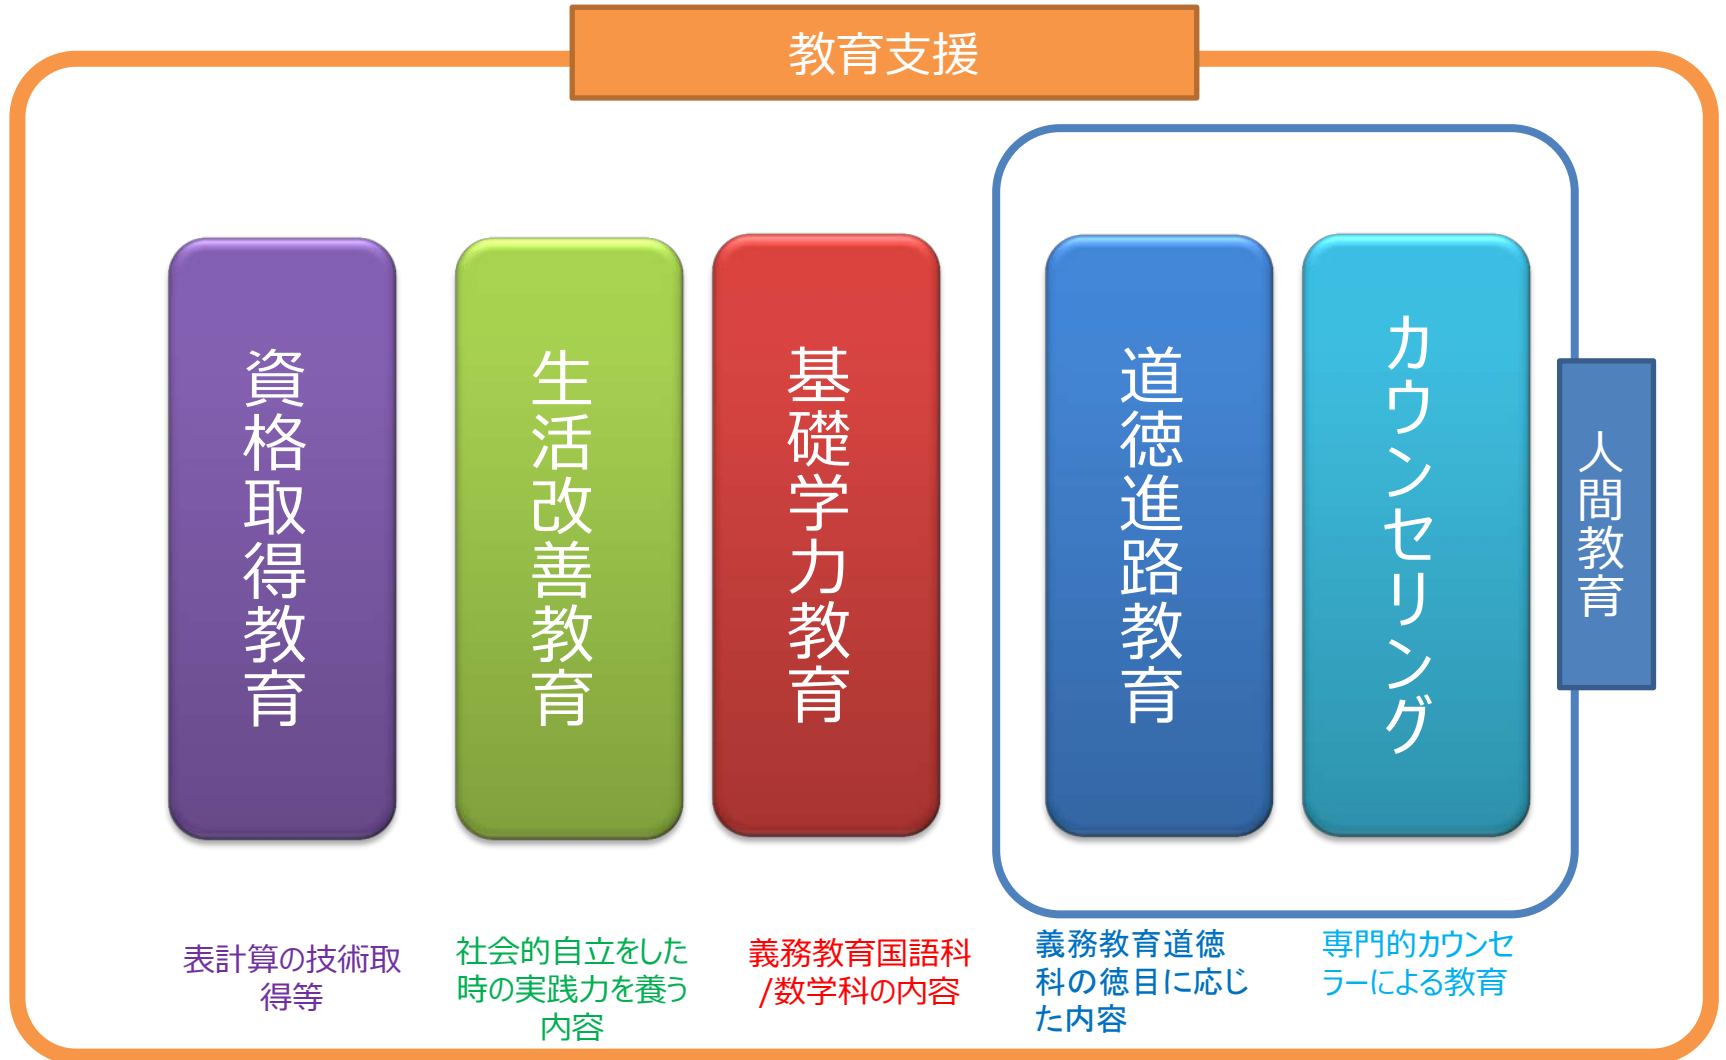 教育支援
資格取得教育
生活改善教育
基礎学力教育
道徳進路教育
カウンセリング
人間教育
表計算の技術取
得等
社会的自立をした
時の実践力を養う
内容
義務教育国語科
/数学科の内容
義務教育道徳
科の徳目に応じ
た内容
専門的カウンセ
ラーによる教育